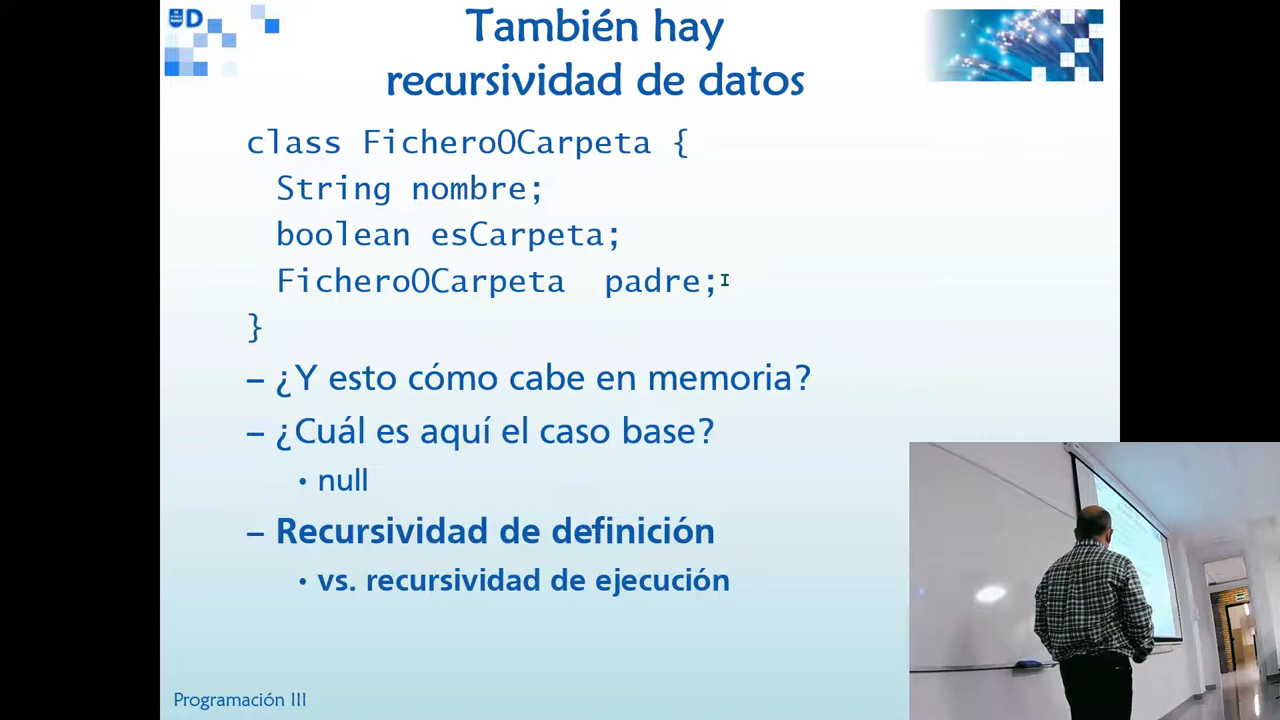 D
También hay
recursividad de datos
class FicheroOCarpeta {
String nombre;
boolean esCarpeta;
FicheroOCarpeta padre;
}
– ¿Y esto cómo cabe en memoria?
– ¿Cuál es aquí el caso base?
• null
– Recursividad de definición
• vs. recursividad de ejecución
Programación III